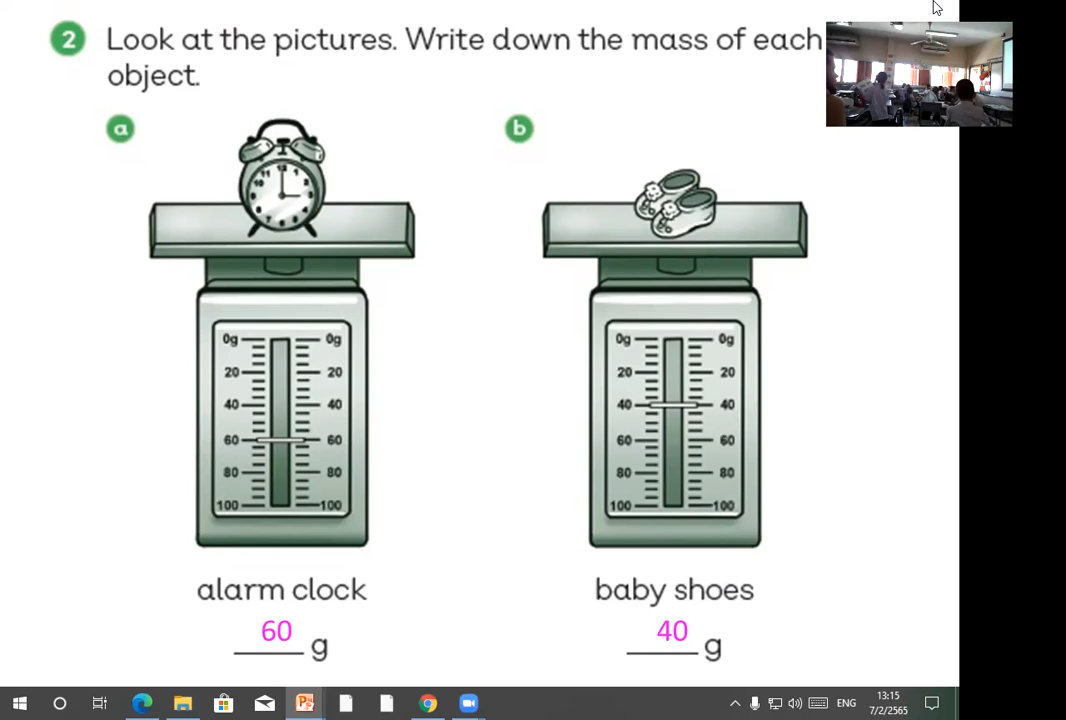 2 Look at the pictures. Write down the mass of each
object.
a
b
12
0g 0g
20 20
40 40
60 60
80 80
100 100
0g 0g
20 20
40 40
60 60
80 80
100 100
alarm clock
60 g
baby shoes
40 g
ENG
13:15
7/2/2565